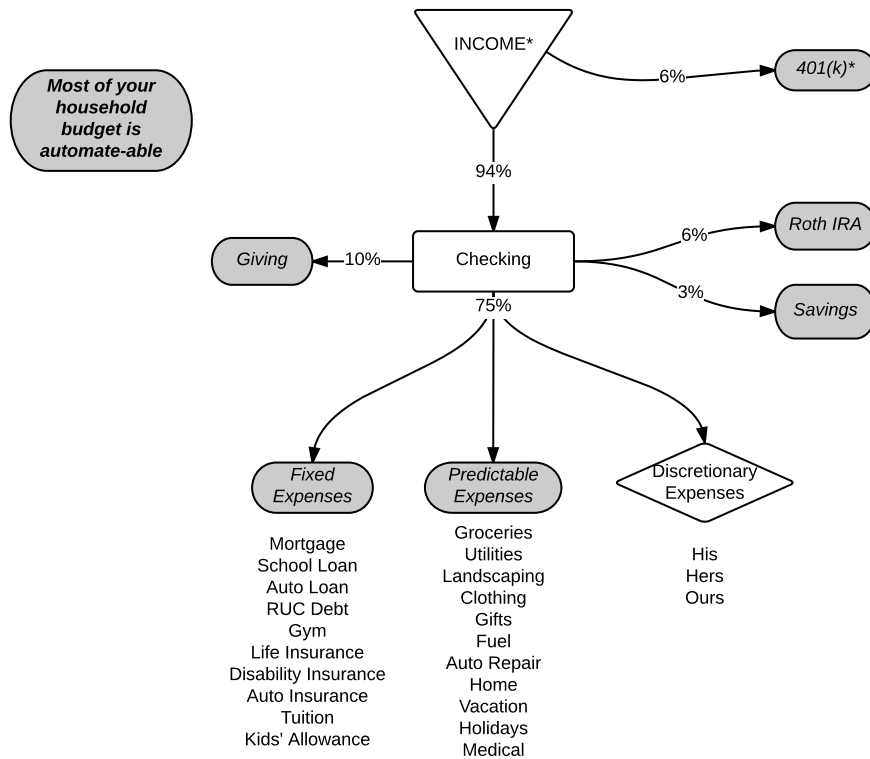 INCOME*
6%
401(k)*
Most of your
household
budget is
automate-able
94%
Giving
10%
Checking
6%
Roth IRA
3%
Savings
75%
Fixed
Expenses
Mortgage
School Loan
Auto Loan
RUC Debt
Gym
Life Insurance
Disability Insurance
Auto Insurance
Tuition
Kids' Allowance
Predictable
Expenses
Groceries
Utilities
Landscaping
Clothing
Gifts
Fuel
Auto Repair
Home
Vacation
Holidays
Medical
Discretionary
Expenses
His
Hers
Ours